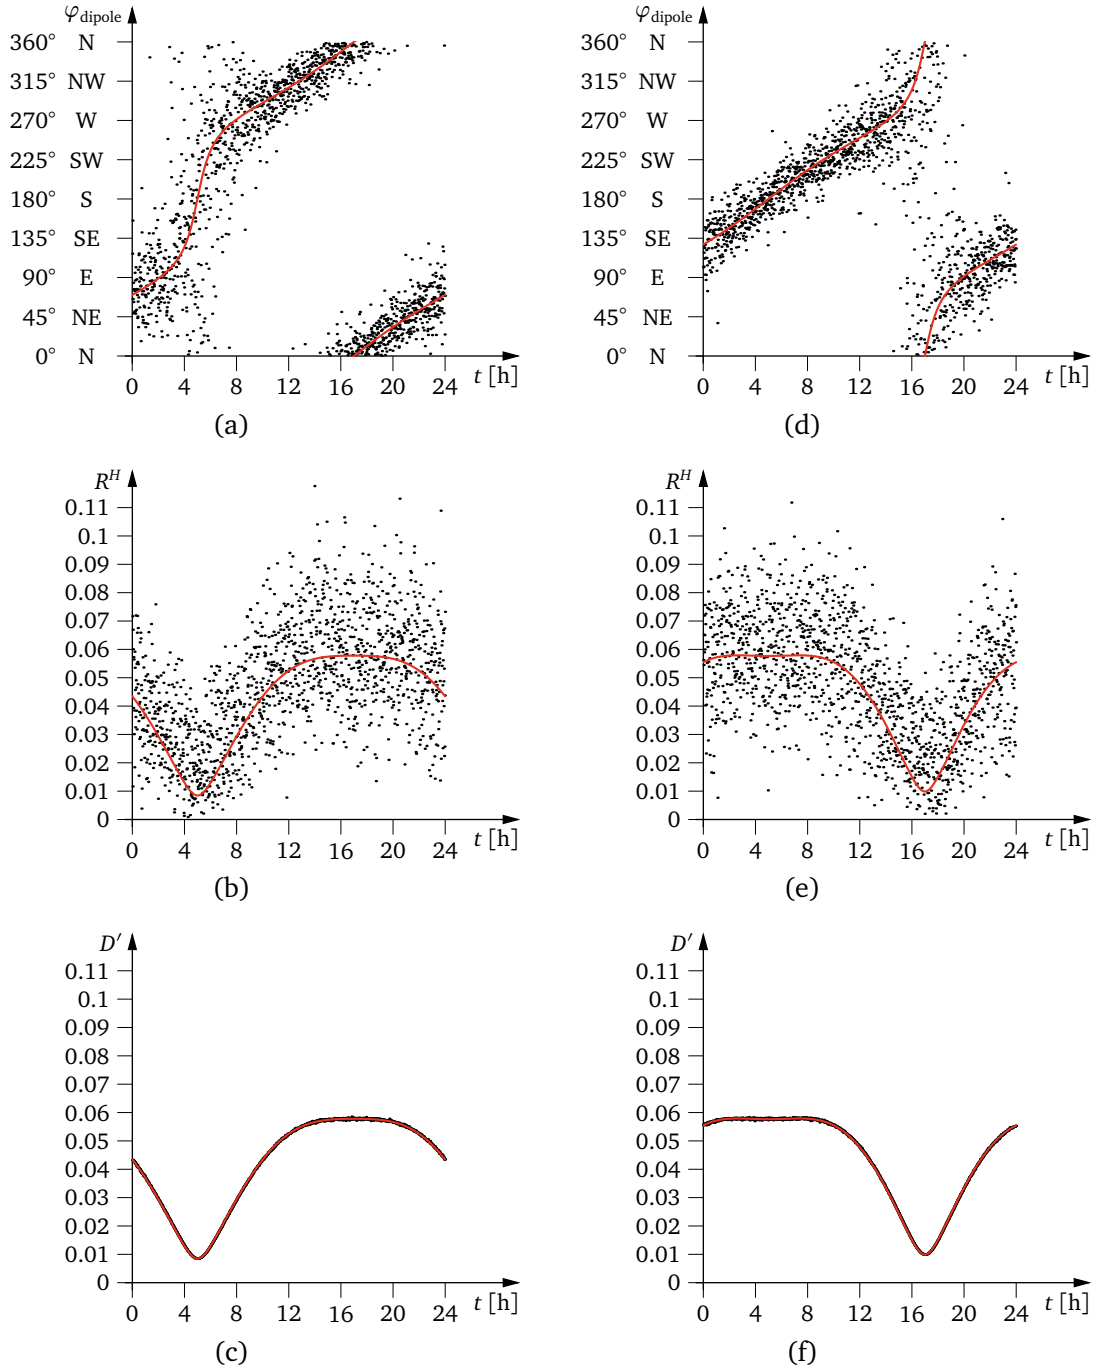 φdipole
360° N
315° NW
270° W
225° SW
180° S
135° SE
90° E
45° NE
0° N
0 4 8 12 16 20 24
t [h]
(a)
φdipole
360° N
315° NW
270° W
225° SW
180° S
135° SE
90° E
45° NE
0° N
0 4 8 12 16 20 24
t [h]
(d)
R^H
0.11
0.1
0.09
0.08
0.07
0.06
0.05
0.04
0.03
0.02
0.01
0
0 4 8 12 16 20 24
t [h]
(b)
R^H
0.11
0.1
0.09
0.08
0.07
0.06
0.05
0.04
0.03
0.02
0.01
0
0 4 8 12 16 20 24
t [h]
(e)
D′
0.11
0.1
0.09
0.08
0.07
0.06
0.05
0.04
0.03
0.02
0.01
0
0 4 8 12 16 20 24
t [h]
(c)
D′
0.11
0.1
0.09
0.08
0.07
0.06
0.05
0.04
0.03
0.02
0.01
0
0 4 8 12 16 20 24
t [h]
(f)